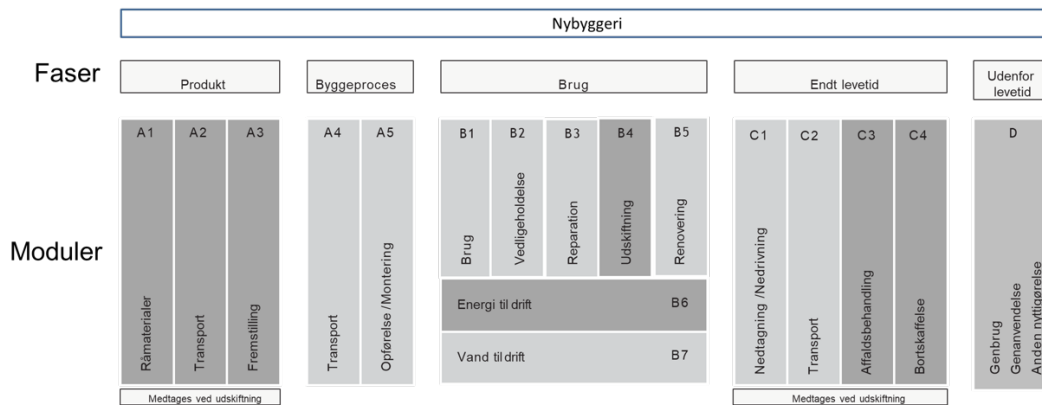 Nybyggeri
Faser
Produkt
Byggeproces
Brug
Endt levetid
Udenfor
levetid
Moduler
A1
Råmaterialer
A2
Transport
A3
Fremstilling
Medtages ved udskiftning
A4
Transport
A5
Opførelse /Montering
B1
Brug
B2
Vedligeholdelse
B3
Reparation
B4
Udskiftning
B5
Renovering
Energi til drift B6
Vand til drift B7
C1
Nedtagning /Nedrivning
C2
Transport
C3
Affaldsbehandling
C4
Bortskaffelse
Medtages ved udskiftning
D
Genbrug
Genanvendelse
Anden nyttigørelse